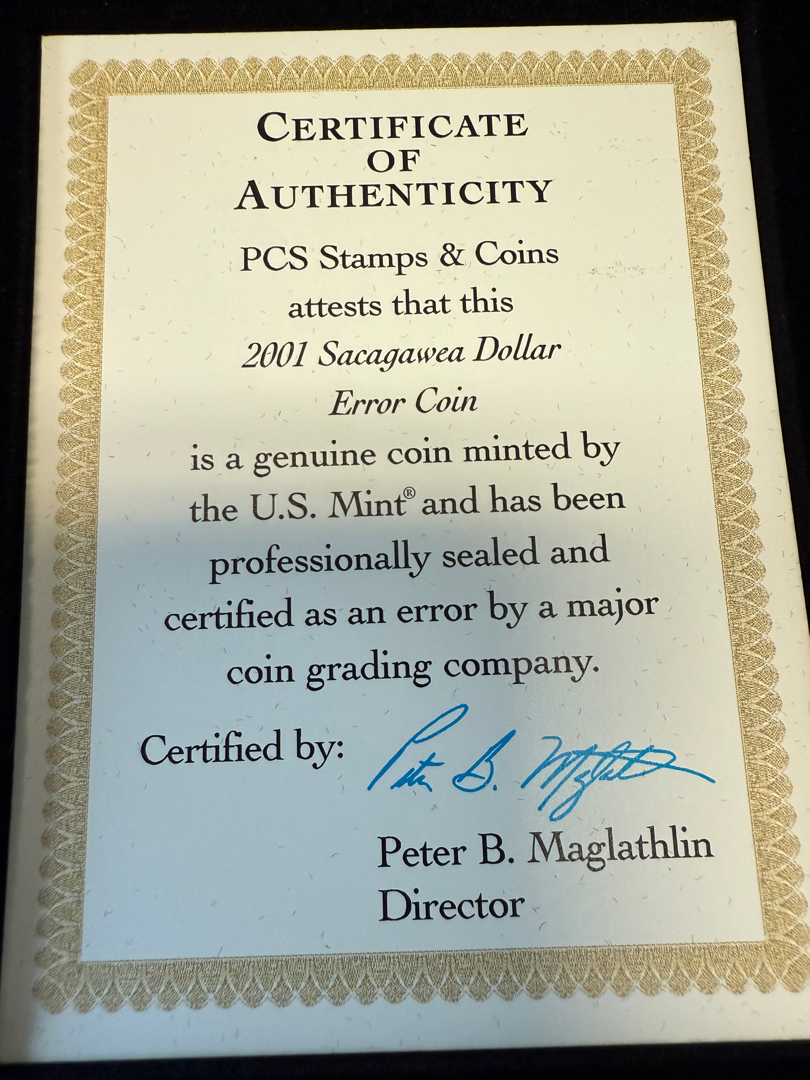 CERTIFICATE
OF
AUTHENTICITY
PCS Stamps & Coins
attests that this
2001 Sacagawea Dollar
Error Coin
is a genuine coin minted by
the U.S. Mint® and has been
professionally sealed and
certified as an error by a major
coin grading company.
Certified by: Peter B. Maglathlin
Peter B. Maglathlin
Director